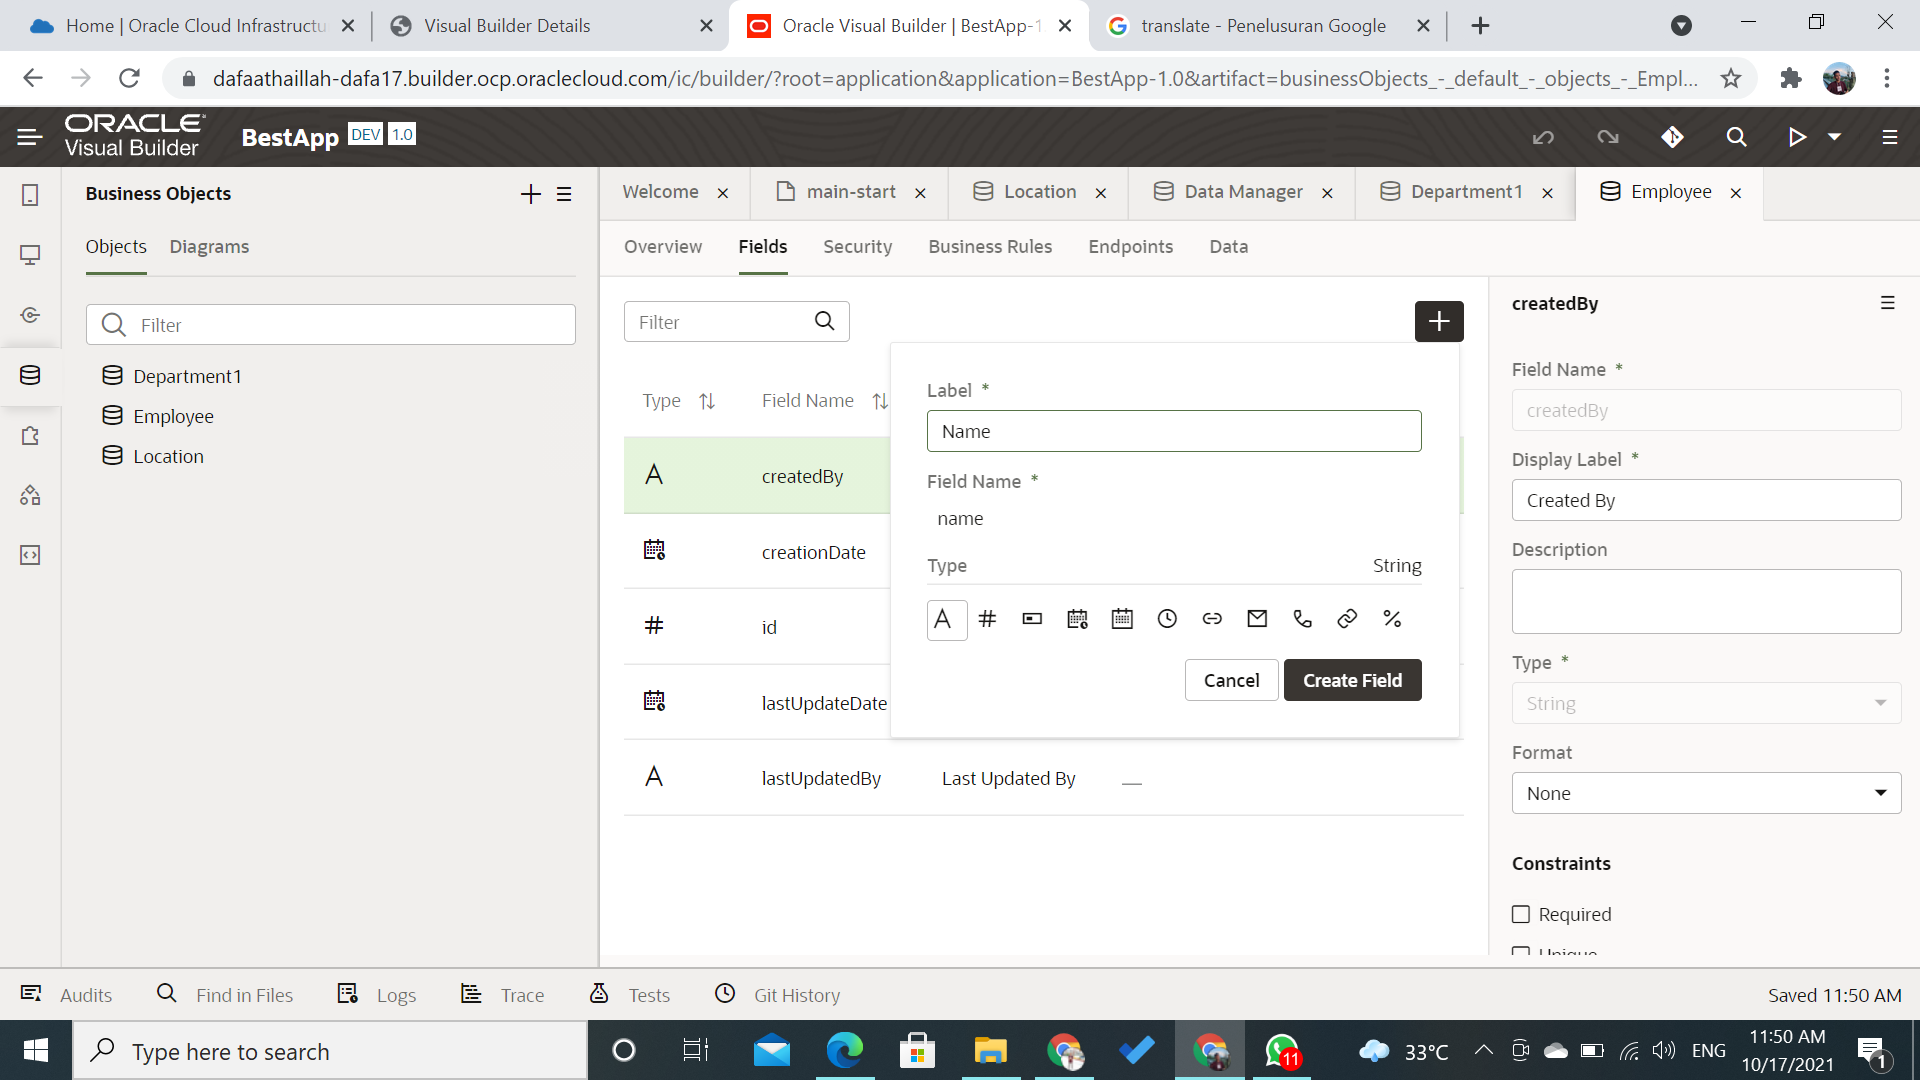 Home | Oracle Cloud Infrastructu
Visual Builder Details
Oracle Visual Builder | BestApp-1
translate - Penelusuran Google
dafaathaillah-dafa17.builder.ocp.oraclecloud.com/ic/builder/?root=application&application=BestApp-1.0&artifact=businessObjects_-_default_-_objects_-_Empl...
ORACLE
Visual Builder
BestApp DEV 1.0
Business Objects
Welcome
main-start
Location
Data Manager
Department1
Employee
Objects
Diagrams
Overview
Fields
Security
Business Rules
Endpoints
Data
Filter
Department1
Employee
Location
Filter
Type
Field Name
createdBy
creationDate
id
lastUpdateDate
lastUpdatedBy
Last Updated By
Label *
Name
Field Name *
name
Type
String
Cancel
Create Field
createdBy
Field Name *
createdBy
Display Label *
Created By
Description
Type *
String
Format
None
Constraints
Required
Unique
Audits
Find in Files
Logs
Trace
Tests
Git History
Saved 11:50 AM
Type here to search
11
33°C
ENG
11:50 AM
10/17/2021
1